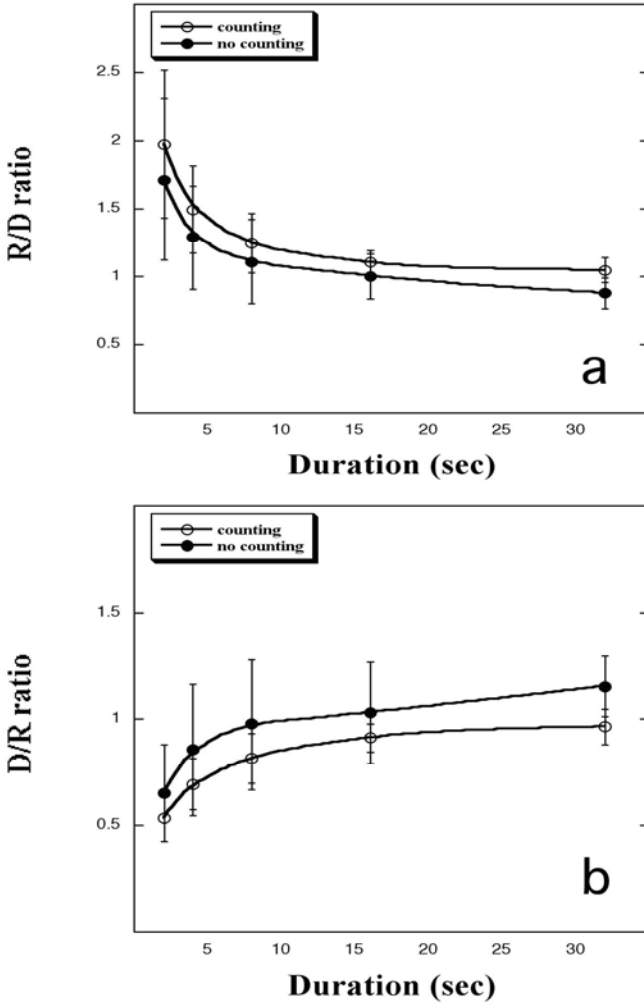 counting
no counting
2.5
2
1.5
1
0.5
R/D ratio
a
5 10 15 20 25 30
Duration (sec)
counting
no counting
1.5
1
0.5
D/R ratio
b
5 10 15 20 25 30
Duration (sec)